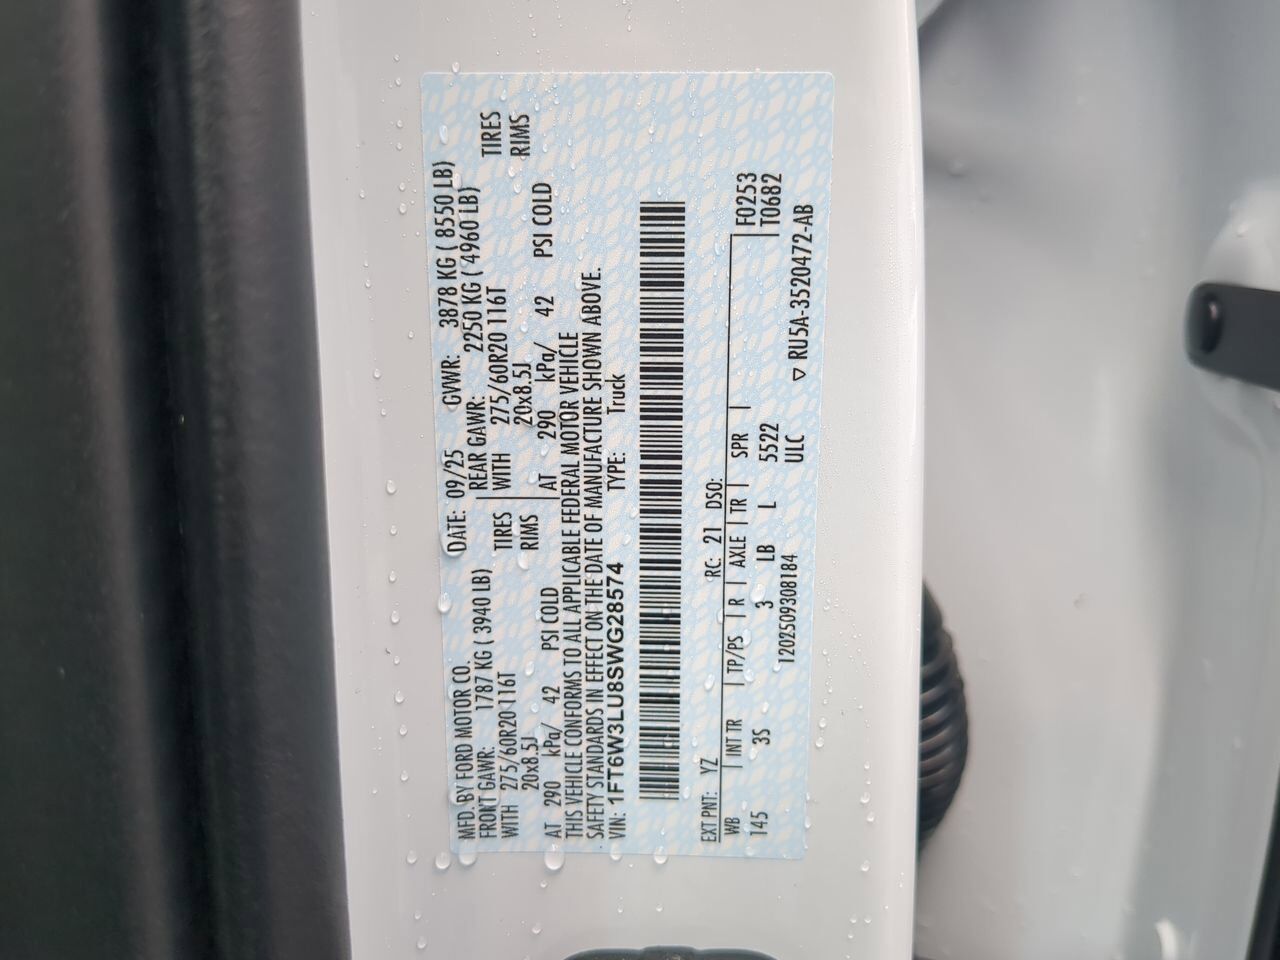 MFD. BY FORD MOTOR CO.
DATE: 09/25 GVWR: 3878 KG ( 8550 LB)
FRONT GAWR: 1787 KG ( 3940 LB) REAR GAWR: 2250 KG ( 4960 LB)
WITH 275/60R20 116T TIRES WITH 275/60R20 116T TIRES
20x8.5J RIMS 20x8.5J RIMS
AT 290 kPa/ 42 PSI COLD AT 290 kPa/ 42 PSI COLD
THIS VEHICLE CONFORMS TO ALL APPLICABLE FEDERAL MOTOR VEHICLE
SAFETY STANDARDS IN EFFECT ON THE DATE OF MANUFACTURE SHOWN ABOVE.
VIN: 1FT6W3LU8SWG28574 TYPE: Truck
EXT PNT: YZ RC: 21 DSO:
WB INT TR TP/PS R AXLE TR SPR F0253
145 3S 3 LB L 5522 T0682
1202509308184 ULC RU5A-3520472-AB